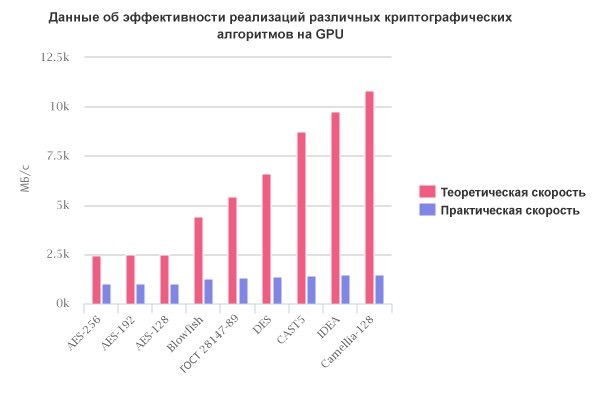 Данные об эффективности реализаций различных криптографических
алгоритмов на GPU
12.5k
10k
7.5k
5k
2.5k
0k
МБ/с
AES-256
AES-192
AES-128
Blowfish
ГОСТ 28147-89
DES
CAST5
IDEA
Camellia-128
Теоретическая скорость
Практическая скорость